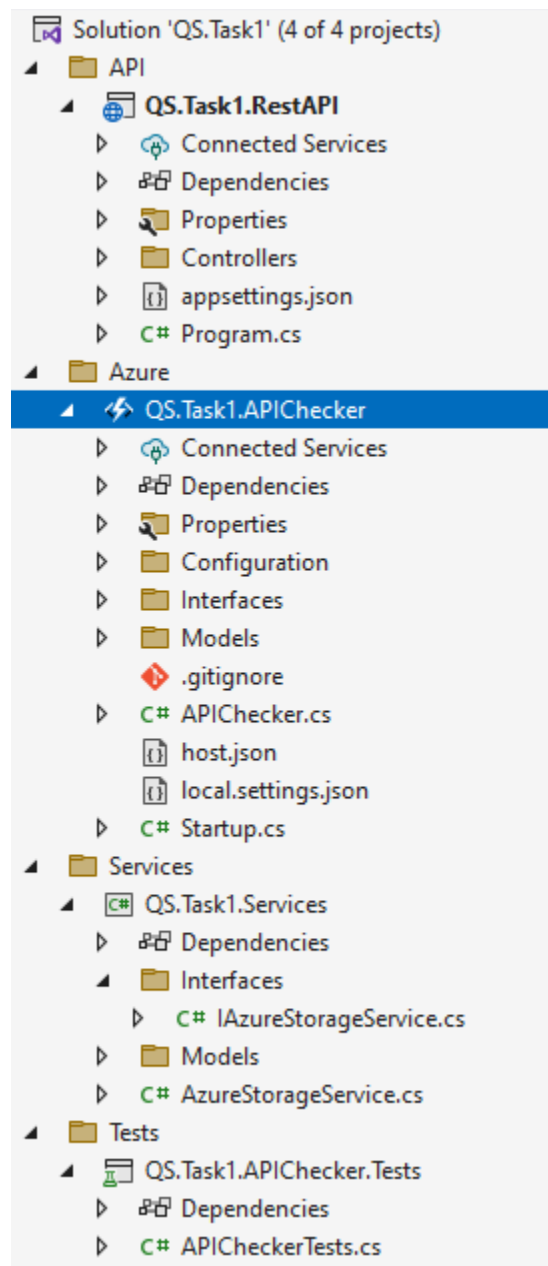 Solution 'QS.Task1' (4 of 4 projects)
API
QS.Task1.RestAPI
Connected Services
Dependencies
Properties
Controllers
appsettings.json
C# Program.cs
Azure
QS.Task1.APIChecker
Connected Services
Dependencies
Properties
Configuration
Interfaces
Models
.gitignore
C# APIChecker.cs
host.json
local.settings.json
C# Startup.cs
Services
C# QS.Task1.Services
Dependencies
Interfaces
C# IAzureStorageService.cs
Models
C# AzureStorageService.cs
Tests
QS.Task1.APIChecker.Tests
Dependencies
C# APICheckerTests.cs